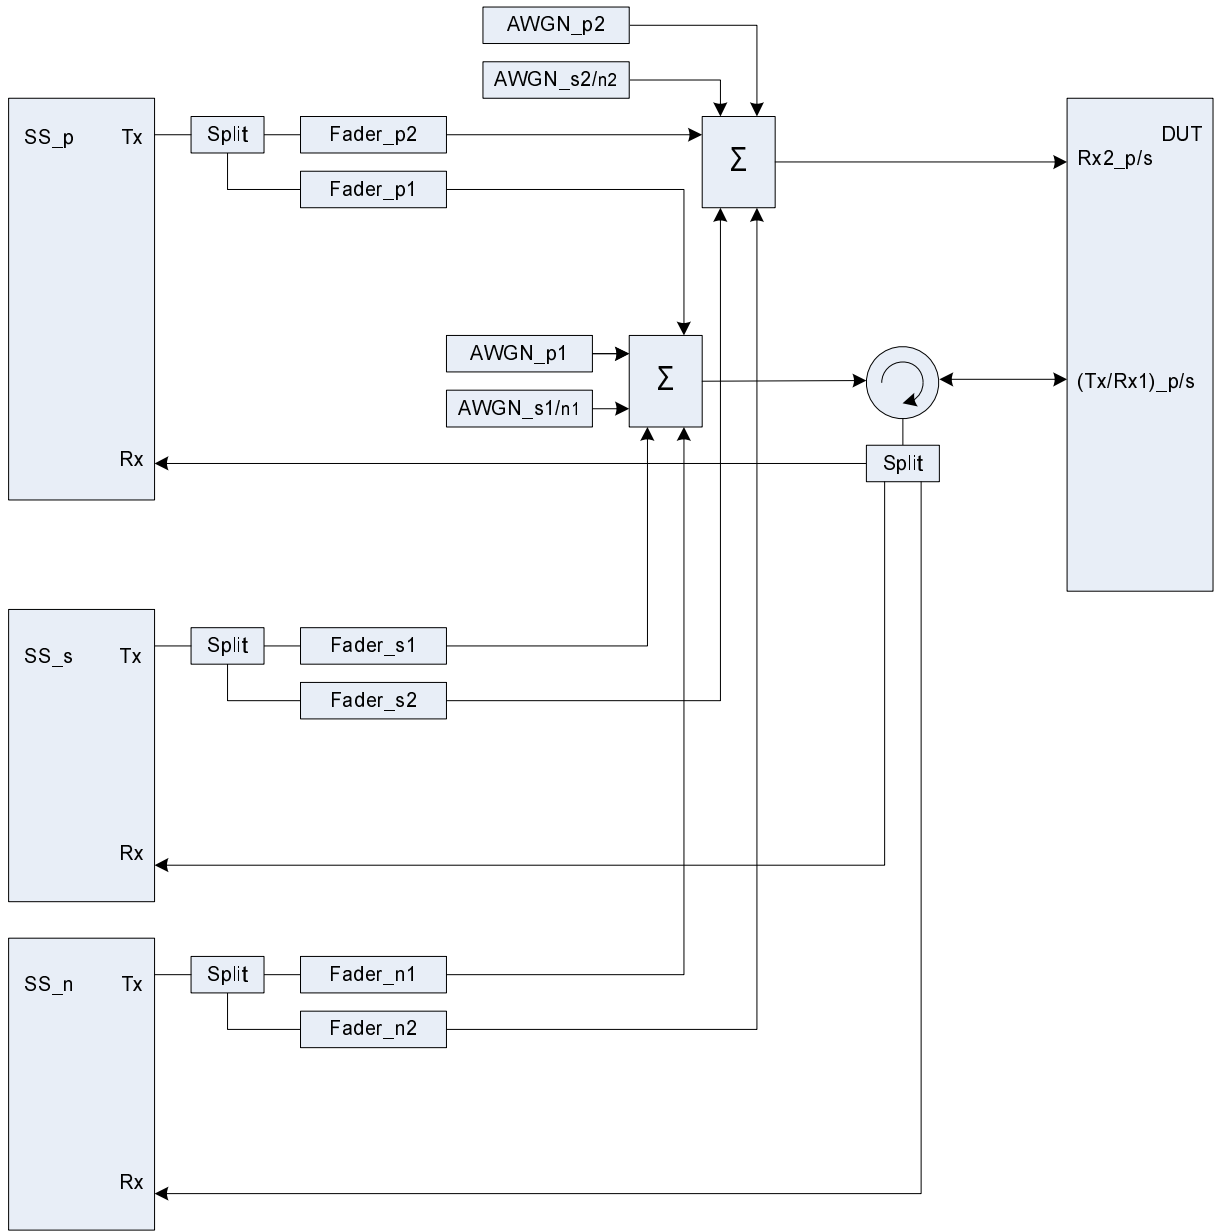 AWGN_p2
AWGN_s2/n2
SS_p Tx
Split
Fader_p2
Σ
DUT
Rx2_p/s
Fader_p1
AWGN_p1
Σ
(Tx/Rx1)_p/s
AWGN_s1/n1
Rx
Split
SS_s Tx
Split
Fader_s1
Fader_s2
Rx
SS_n Tx
Split
Fader_n1
Fader_n2
Rx